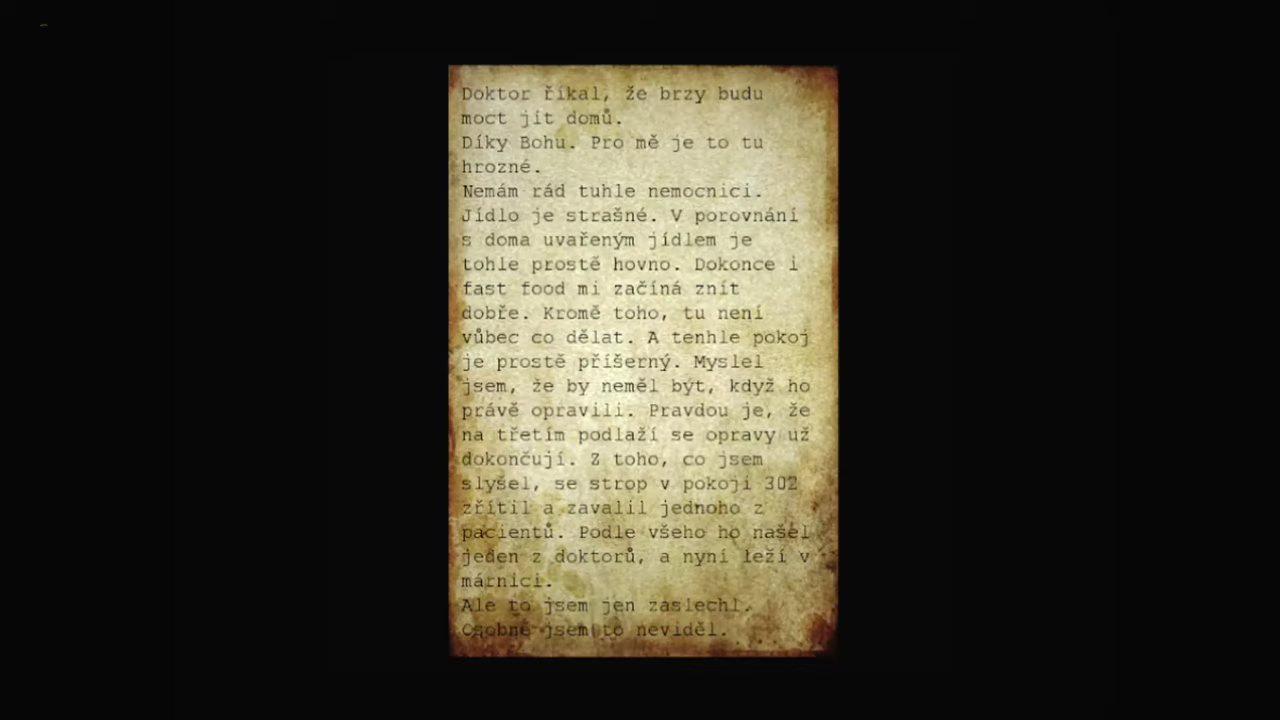 Doktor říkal, že brzy budu
moct jít domů.
Díky Bohu. Pro mě je to tu
hrozné.
Nemám rád tuhle nemocnici.
Jídlo je strašné. V porovnání
s doma uvařeným jídlem je
tohle prostě hovno. Dokonce i
fast food mi začíná znít
dobře. Kromě toho, tu není
vůbec co dělat. A tenhle pokoj
je prostě příšerný. Myslel
jsem, že by neměl být, když ho
právě opravili. Pravdou je, že
na třetím podlaží se opravy už
dokončují. Z toho, co jsem
slyšel, se strop v pokoji 302
zřítil a zavalil jednoho z
pacientů. Podle všeho ho našel
jeden z doktorů, a nyní leží v
márnici.
Ale to jsem jen zaslechl.
Osobně jsem to neviděl.